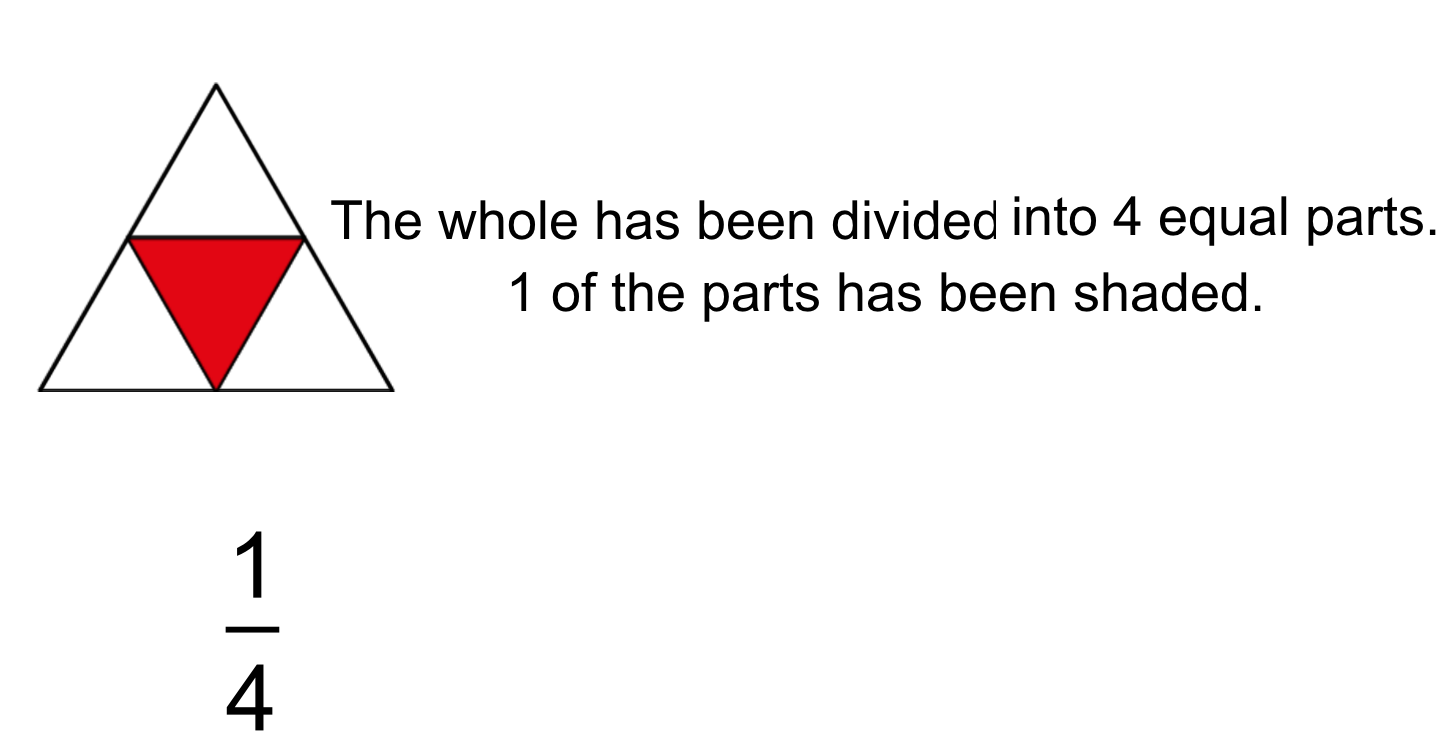 The whole has been divided into 4 equal parts.
1 of the parts has been shaded.
1
4